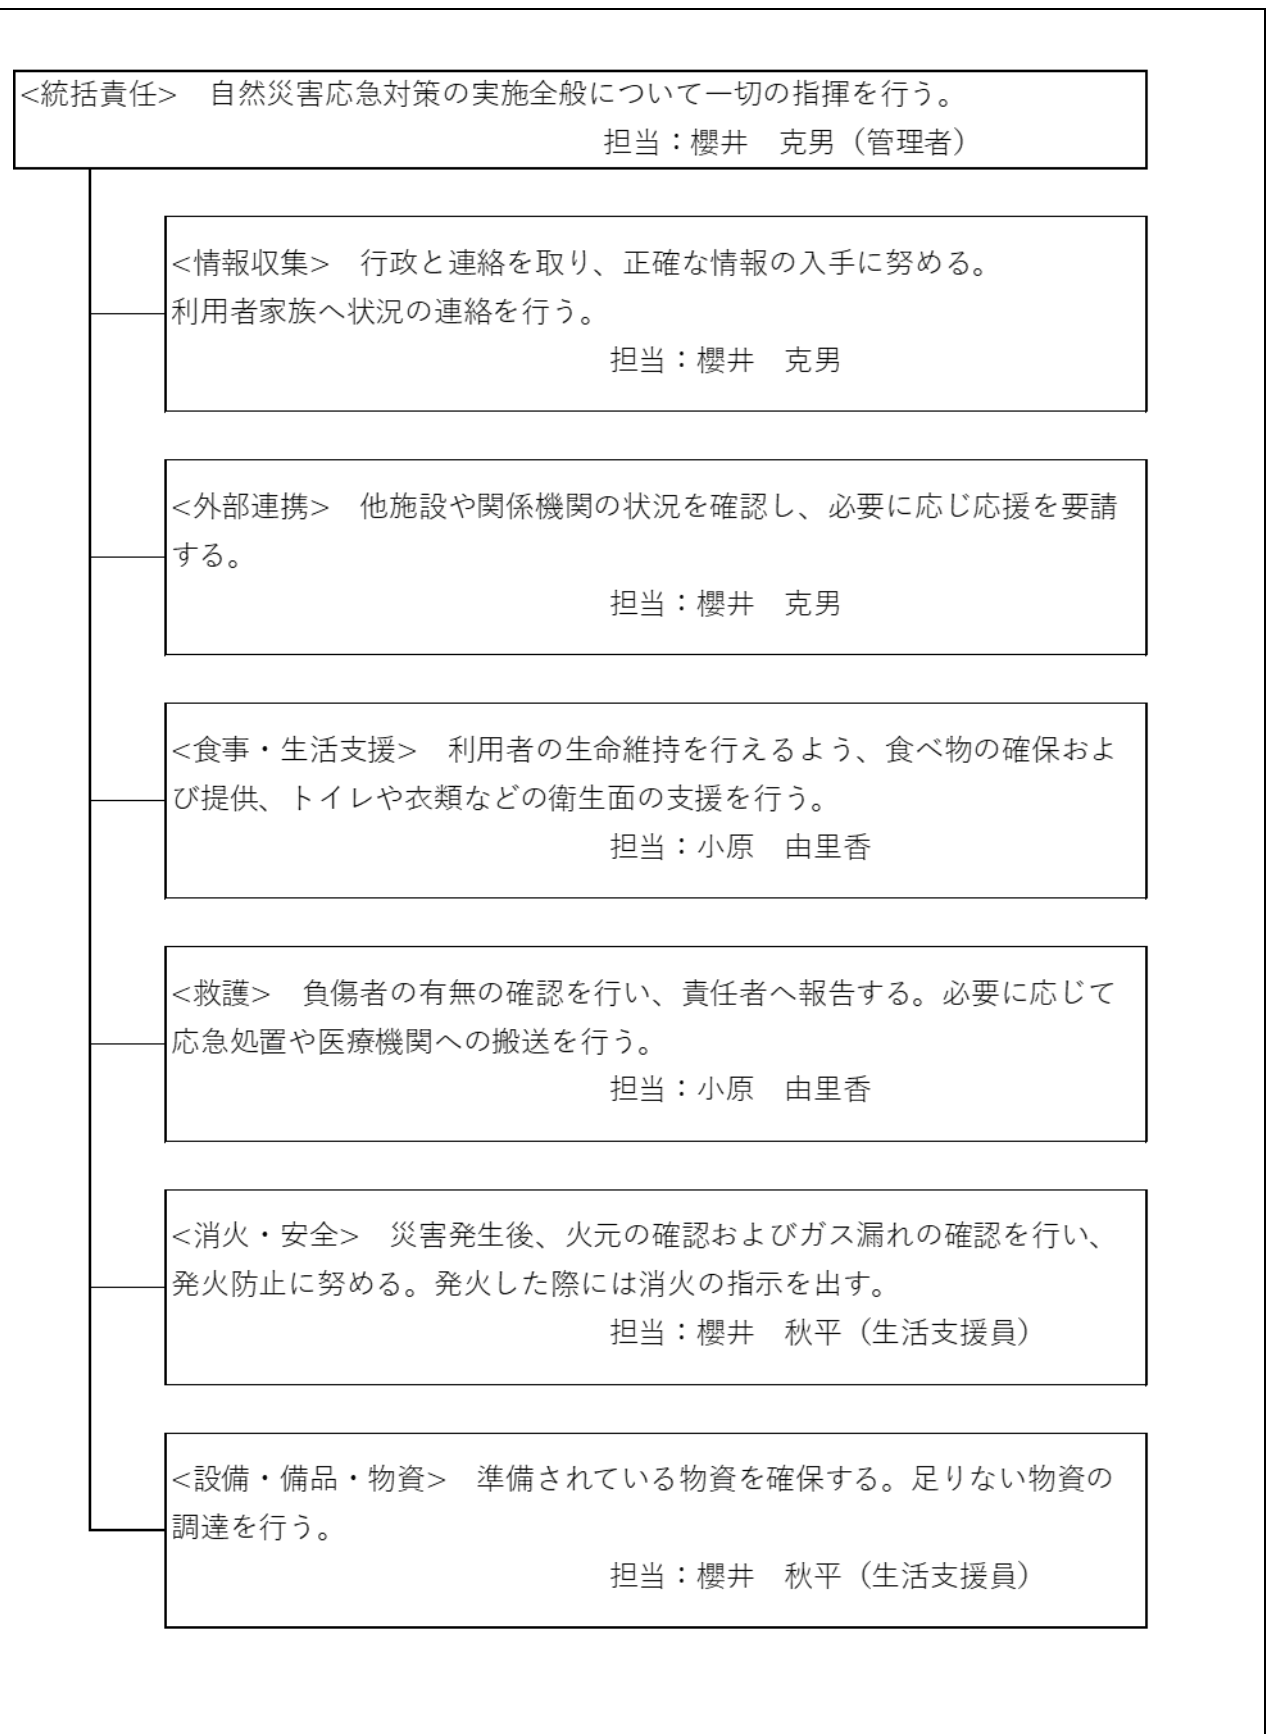 <統括責任>　自然災害応急対策の実施全般について一切の指揮を行う。
担当：櫻井　克男（管理者）
<情報収集>　行政と連絡を取り、正確な情報の入手に努める。
利用者家族へ状況の連絡を行う。
担当：櫻井　克男
<外部連携>　他施設や関係機関の状況を確認し、必要に応じ応援を要請
する。
担当：櫻井　克男
<食事・生活支援>　利用者の生命維持を行えるよう、食べ物の確保およ
び提供、トイレや衣類などの衛生面の支援を行う。
担当：小原　由里香
<救護>　負傷者の有無の確認を行い、責任者へ報告する。必要に応じて
応急処置や医療機関への搬送を行う。
担当：小原　由里香
<消火・安全>　災害発生後、火元の確認およびガス漏れの確認を行い、
発火防止に努める。発火した際には消火の指示を出す。
担当：櫻井　秋平（生活支援員）
<設備・備品・物資>　準備されている物資を確保する。足りない物資の
調達を行う。
担当：櫻井　秋平（生活支援員）